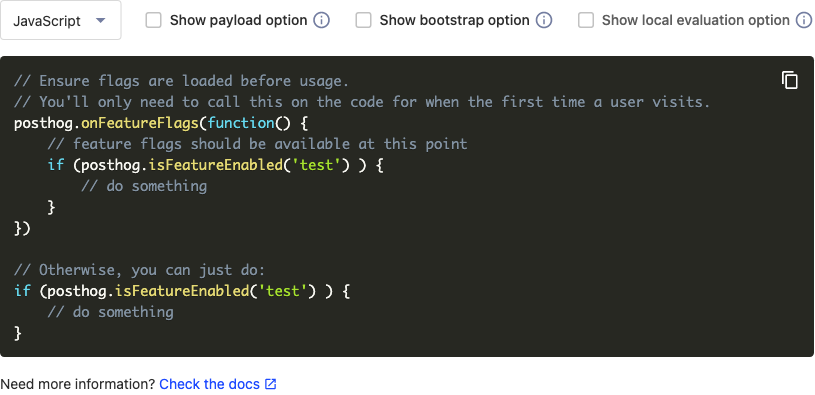 JavaScript Show payload option Show bootstrap option Show local evaluation option
// Ensure flags are loaded before usage.
// You'll only need to call this on the code for when the first time a user visits.
posthog.onFeatureFlags(function() {
    // feature flags should be available at this point
    if (posthog.isFeatureEnabled('test') ) {
        // do something
    }
})

// Otherwise, you can just do:
if (posthog.isFeatureEnabled('test') ) {
    // do something
}
Need more information? Check the docs